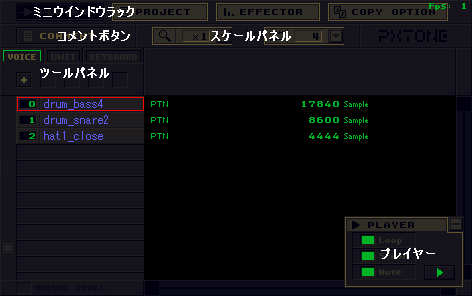 ミニウインドウラック PROJECT EFFECTOR COPY OPTION Fps: 1
コメントボタン ×1 スケールパネル 4 PXTONE
VOICE UNIT KEYBOARD
ツールパネル
+
0 drum_bass4 PTN 17840 Sample
1 drum_snare2 PTN 8600 Sample
2 hat1_close PTN 4444 Sample
PLAYER
Loop
プレイヤー
Mute
VOLUME PANEL